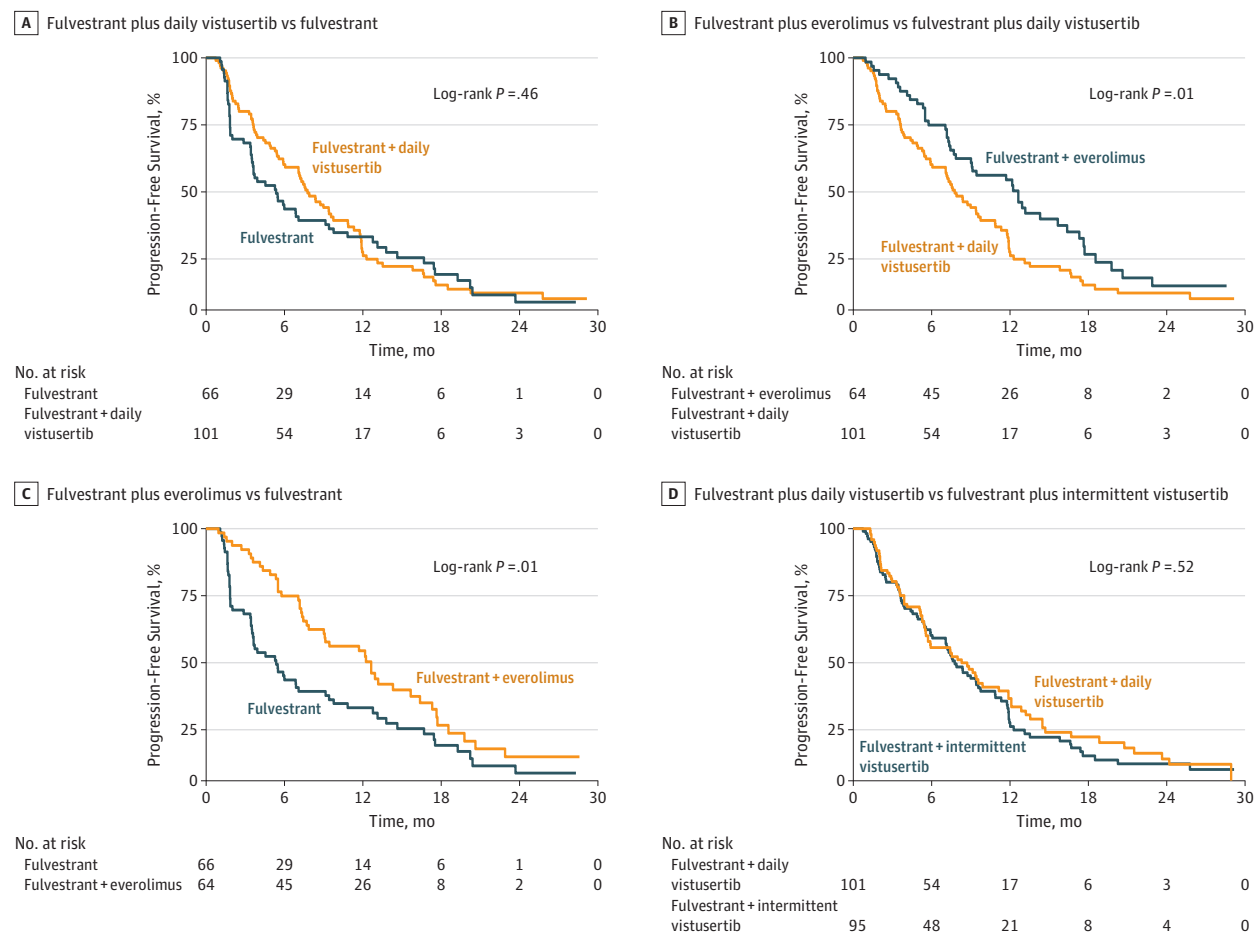 A Fulvestrant plus daily vistusertib vs fulvestrant
100
75
50
25
0
Progression-Free Survival, %
Log-rank P =.46
Fulvestrant + daily
vistusertib
Fulvestrant
0 6 12 18 24 30
Time, mo
No. at risk
Fulvestrant 66 29 14 6 1 0
Fulvestrant + daily
vistusertib 101 54 17 6 3 0
B Fulvestrant plus everolimus vs fulvestrant plus daily vistusertib
100
75
50
25
0
Progression-Free Survival, %
Log-rank P =.01
Fulvestrant + everolimus
Fulvestrant + daily
vistusertib
0 6 12 18 24 30
Time, mo
No. at risk
Fulvestrant + everolimus 64 45 26 8 2 0
Fulvestrant + daily
vistusertib 101 54 17 6 3 0
C Fulvestrant plus everolimus vs fulvestrant
100
75
50
25
0
Progression-Free Survival, %
Log-rank P =.01
Fulvestrant + everolimus
Fulvestrant
0 6 12 18 24 30
Time, mo
No. at risk
Fulvestrant 66 29 14 6 1 0
Fulvestrant + everolimus 64 45 26 8 2 0
D Fulvestrant plus daily vistusertib vs fulvestrant plus intermittent vistusertib
100
75
50
25
0
Progression-Free Survival, %
Log-rank P =.52
Fulvestrant + daily
vistusertib
Fulvestrant + intermittent
vistusertib
0 6 12 18 24 30
Time, mo
No. at risk
Fulvestrant + daily
vistusertib 101 54 17 6 3 0
Fulvestrant + intermittent
vistusertib 95 48 21 8 4 0